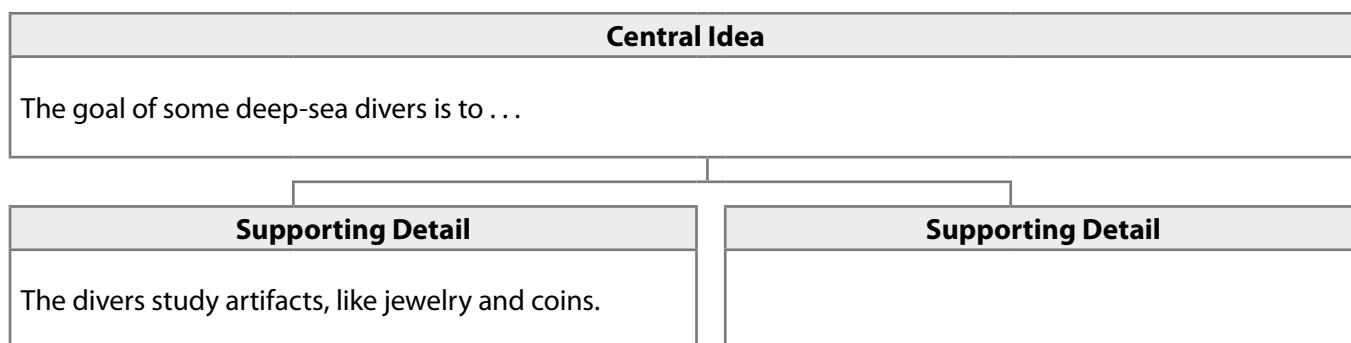 Central Idea
The goal of some deep-sea divers is to . . .
Supporting Detail
The divers study artifacts, like jewelry and coins.
Supporting Detail